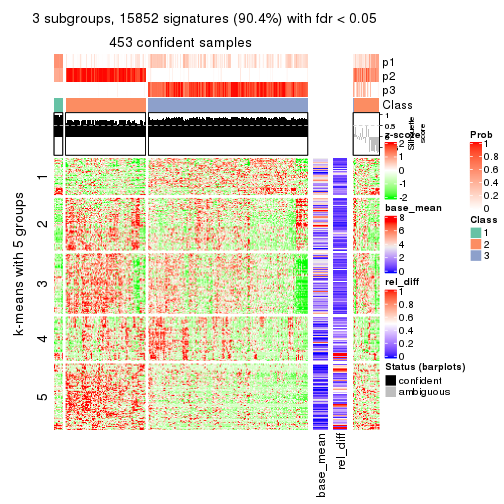 3 subgroups, 15852 signatures (90.4%) with fdr < 0.05
453 confident samples
p1
p2
p3
Class
1
0.5
0
Silhouette
score
k-means with 5 groups
1
2
3
4
5
base_mean
rel_diff
z-score
2
1
0
-1
-2
base_mean
8
6
4
2
0
rel_diff
1
0.8
0.6
0.4
0.2
0
Status (barplots)
confident
ambiguous
Prob
1
0.8
0.6
0.4
0.2
0
Class
1
2
3